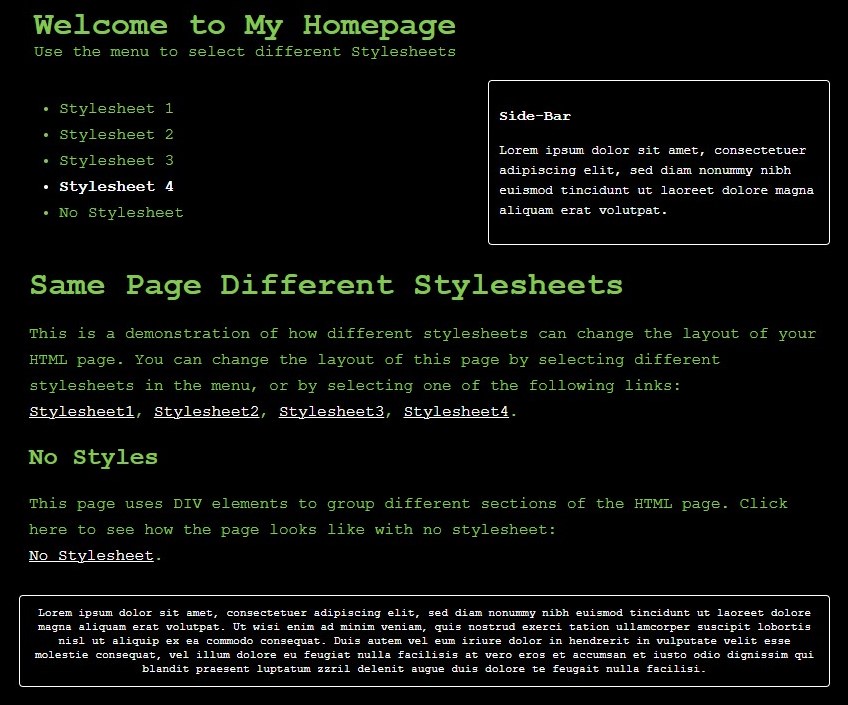 Welcome to My Homepage
Use the menu to select different Stylesheets
• Stylesheet 1
• Stylesheet 2
• Stylesheet 3
• Stylesheet 4
• No Stylesheet
Side-Bar
Lorem ipsum dolor sit amet, consectetuer
adipiscing elit, sed diam nonummy nibh
euismod tincidunt ut laoreet dolore magna
aliquam erat volutpat.
Same Page Different Stylesheets
This is a demonstration of how different stylesheets can change the layout of your
HTML page. You can change the layout of this page by selecting different
stylesheets in the menu, or by selecting one of the following links:
Stylesheet1, Stylesheet2, Stylesheet3, Stylesheet4.
No Styles
This page uses DIV elements to group different sections of the HTML page. Click
here to see how the page looks like with no stylesheet:
No Stylesheet.
Lorem ipsum dolor sit amet, consectetuer adipiscing elit, sed diam nonummy nibh euismod tincidunt ut laoreet dolore
magna aliquam erat volutpat. Ut wisi enim ad minim veniam, quis nostrud exerci tation ullamcorper suscipit lobortis
nisl ut aliquip ex ea commodo consequat. Duis autem vel eum iriure dolor in hendrerit in vulputate velit esse
molestie consequat, vel illum dolore eu feugiat nulla facilisis at vero eros et accumsan et iusto odio dignissim qui
blandit praesent luptatum zzril delenit augue duis dolore te feugait nulla facilisi.